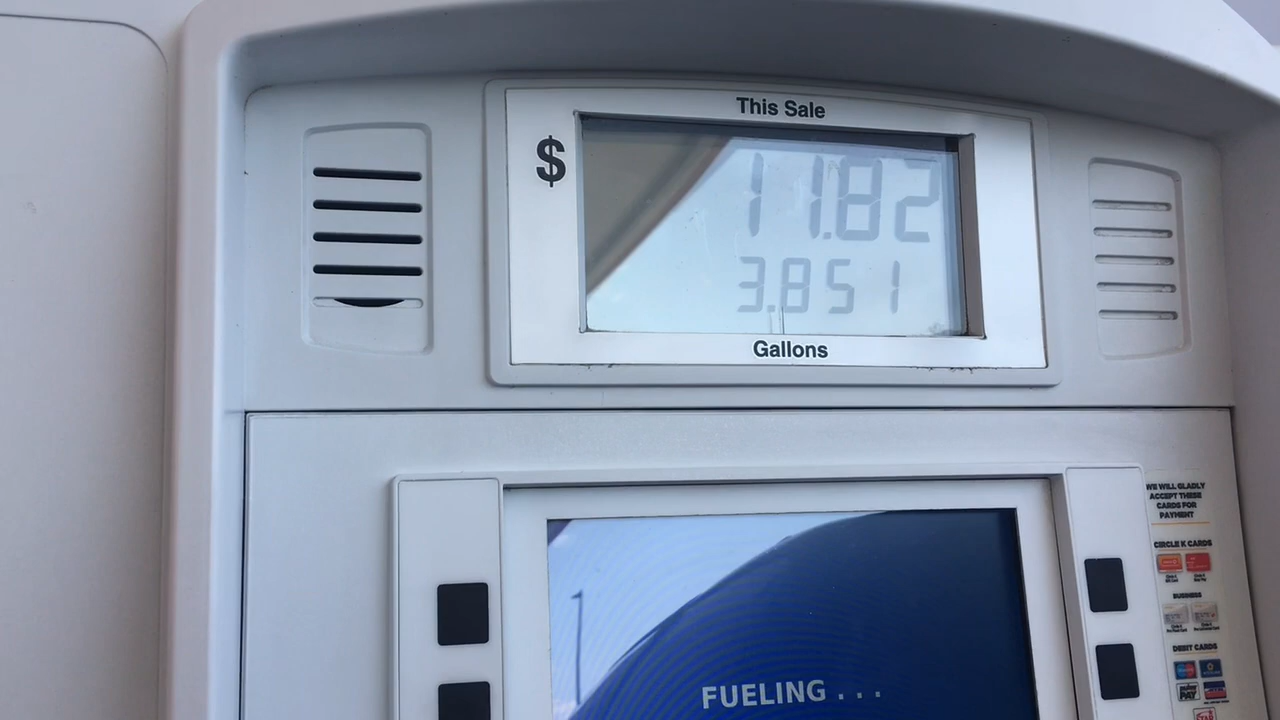 This Sale
$ 11.82
3.851
Gallons
WE WILL GLADLY
ACCEPT THESE
CARDS FOR
PAYMENT
CIRCLE K CARDS
BUSINESS
DEBIT CARDS
FUELING . . .